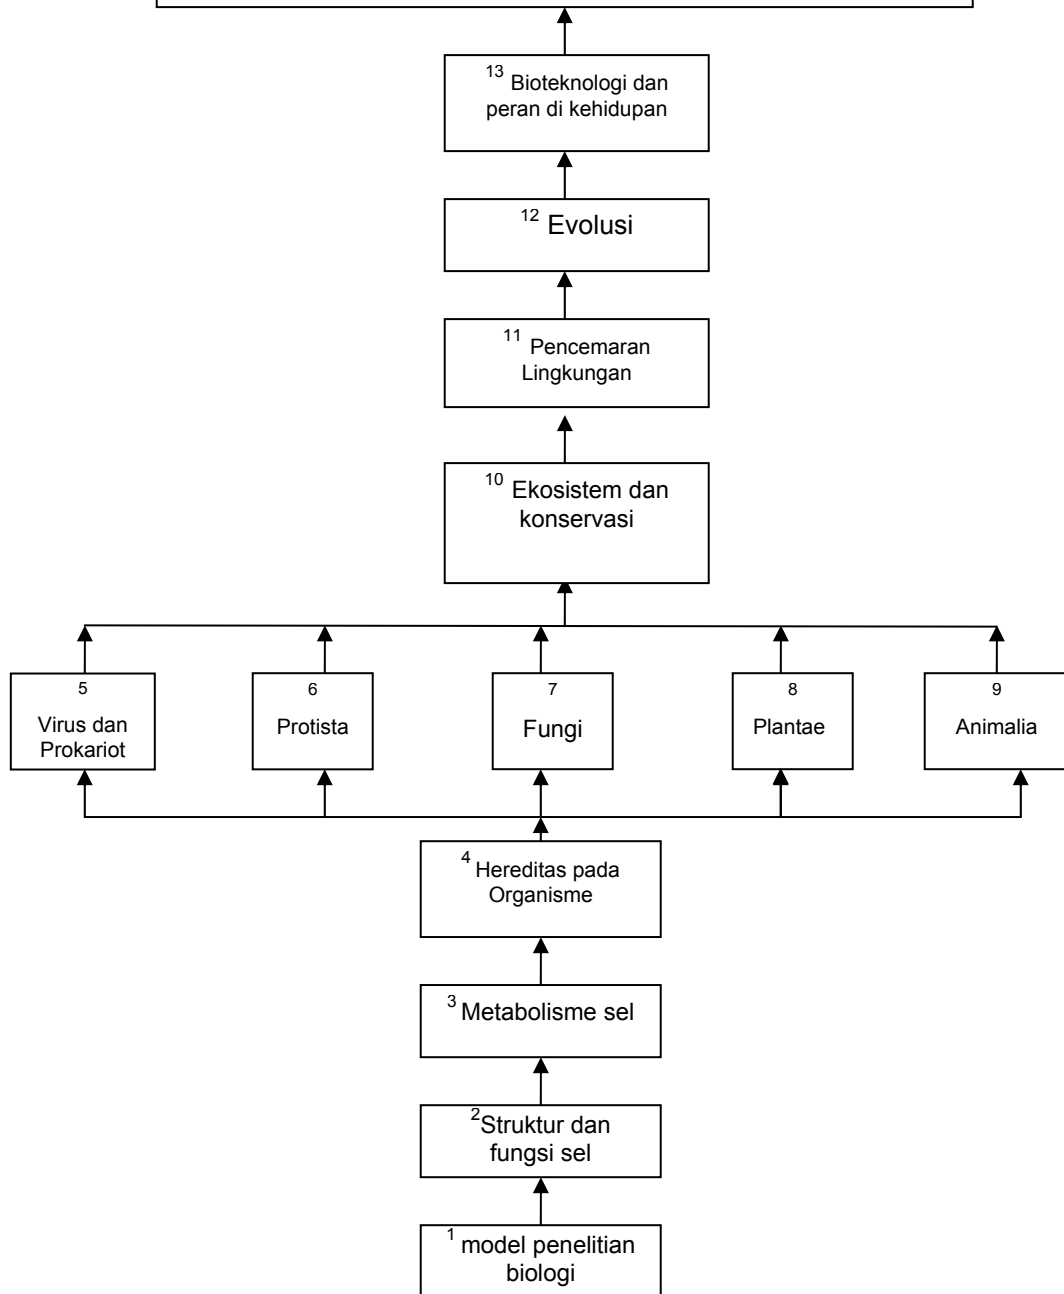 13 Bioteknologi dan
peran di kehidupan
12 Evolusi
11 Pencemaran
Lingkungan
10 Ekosistem dan
konservasi
5
Virus dan
Prokariot
6
Protista
7
Fungi
8
Plantae
9
Animalia
4 Hereditas pada
Organisme
3 Metabolisme sel
2Struktur dan
fungsi sel
1 model penelitian
biologi